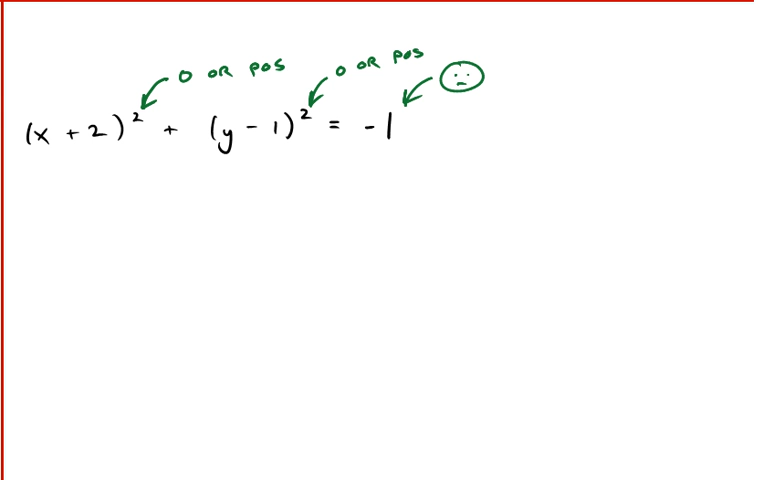 0 OR POS 0 OR POS
(x + 2)² + (y - 1)² = -1